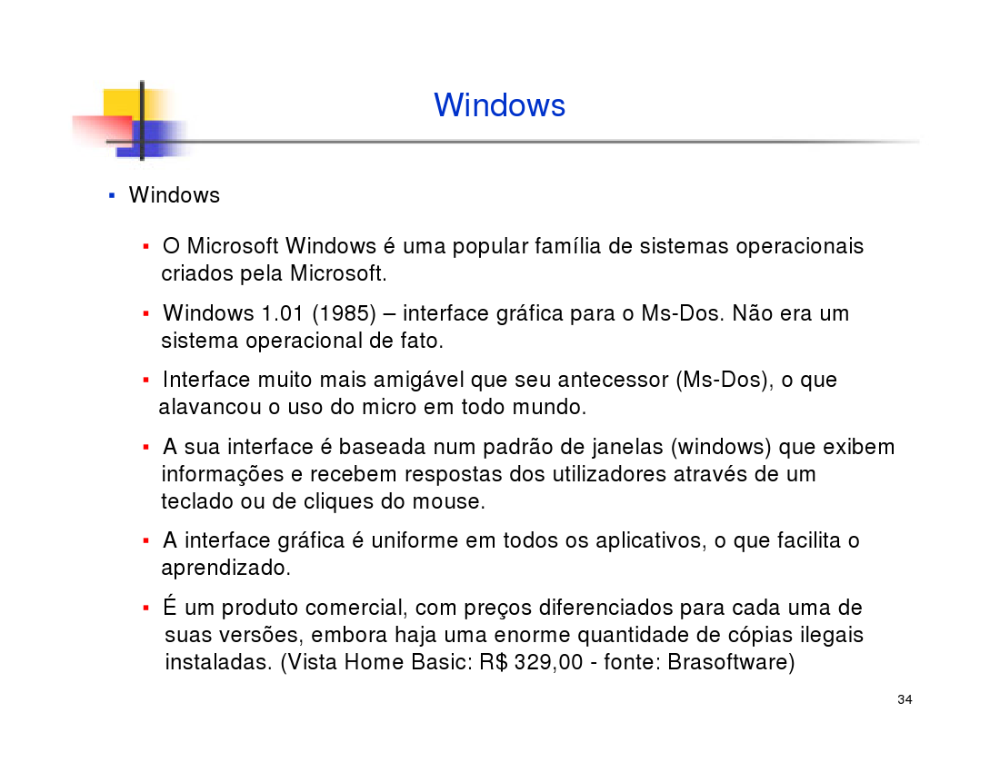 Windows
▪ Windows
▪ O Microsoft Windows é uma popular família de sistemas operacionais
criados pela Microsoft.
▪ Windows 1.01 (1985) – interface gráfica para o Ms-Dos. Não era um
sistema operacional de fato.
▪ Interface muito mais amigável que seu antecessor (Ms-Dos), o que
alavancou o uso do micro em todo mundo.
▪ A sua interface é baseada num padrão de janelas (windows) que exibem
informações e recebem respostas dos utilizadores através de um
teclado ou de cliques do mouse.
▪ A interface gráfica é uniforme em todos os aplicativos, o que facilita o
aprendizado.
▪ É um produto comercial, com preços diferenciados para cada uma de
suas versões, embora haja uma enorme quantidade de cópias ilegais
instaladas. (Vista Home Basic: R$ 329,00 - fonte: Brasoftware)
34